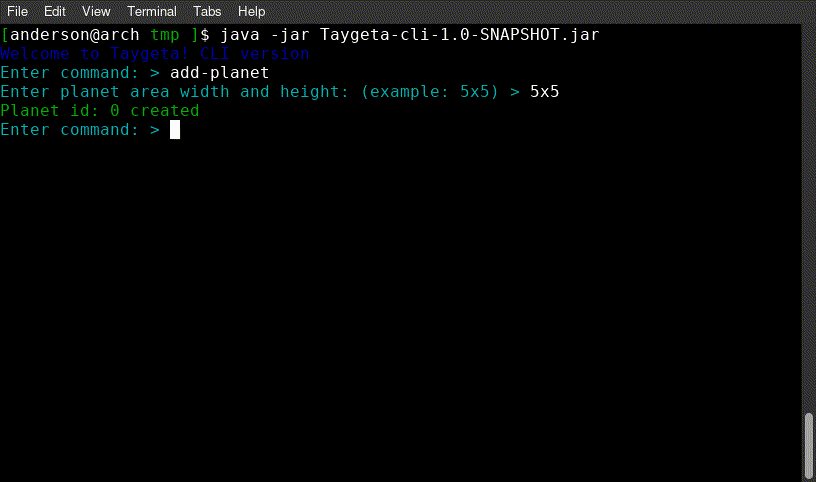 File Edit View Terminal Tabs Help
[anderson@arch tmp ]$ java -jar Taygeta-cli-1.0-SNAPSHOT.jar
Welcome to Taygeta! CLI version
Enter command: > add-planet
Enter planet area width and height: (example: 5x5) > 5x5
Planet id: 0 created
Enter command: >